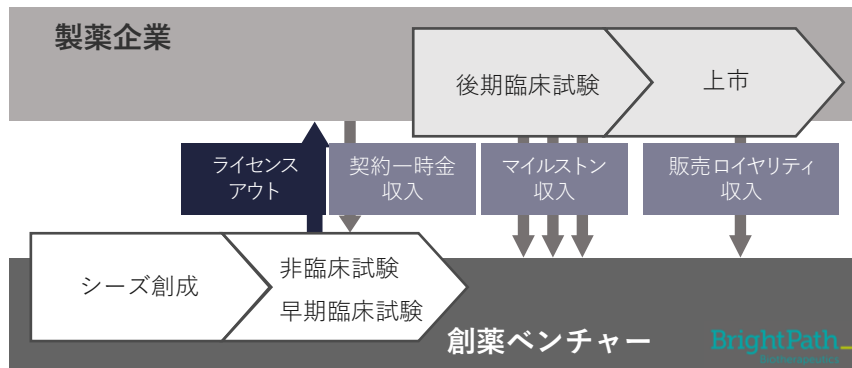 製薬企業
後期臨床試験
上市
ライセンス
アウト
契約一時金
収入
マイルストン
収入
販売ロイヤリティ
収入
シーズ創成
非臨床試験
早期臨床試験
創薬ベンチャー
BrightPath
Biotherapeutics